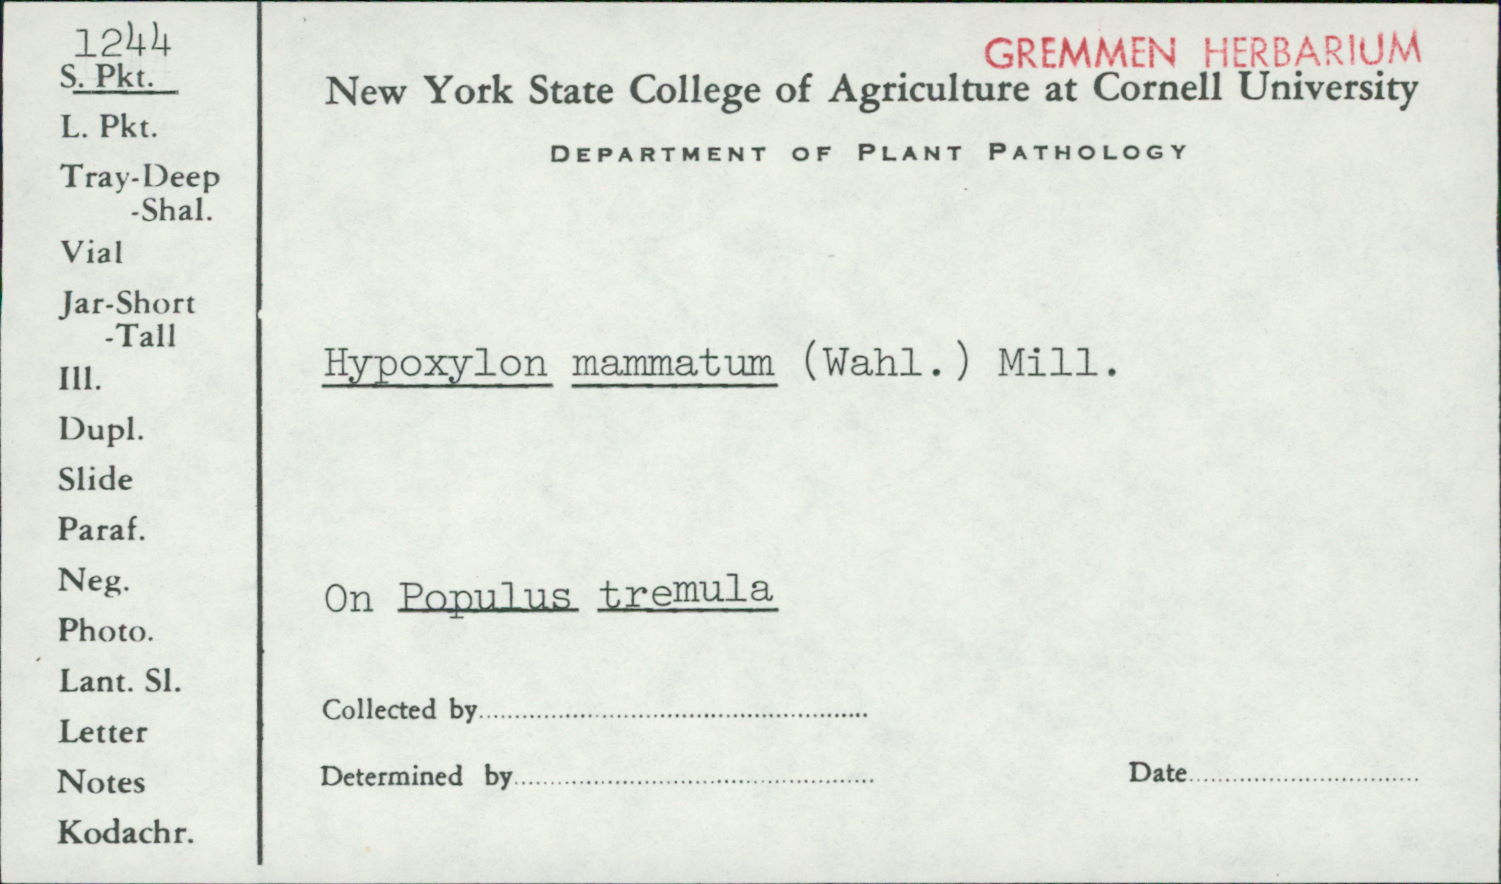 1244
S. Pkt.
L. Pkt.
Tray-Deep
-Shal.
Vial
Jar-Short
-Tall
Ill.
Dupl.
Slide
Paraf.
Neg.
Photo.
Lant. Sl.
Letter
Notes
Kodachr.
GREMMEN HERBARIUM
New York State College of Agriculture at Cornell University
DEPARTMENT OF PLANT PATHOLOGY
Hypoxylon mammatum (Wahl.) Mill.
On Populus tremula
Collected by
Determined by
Date